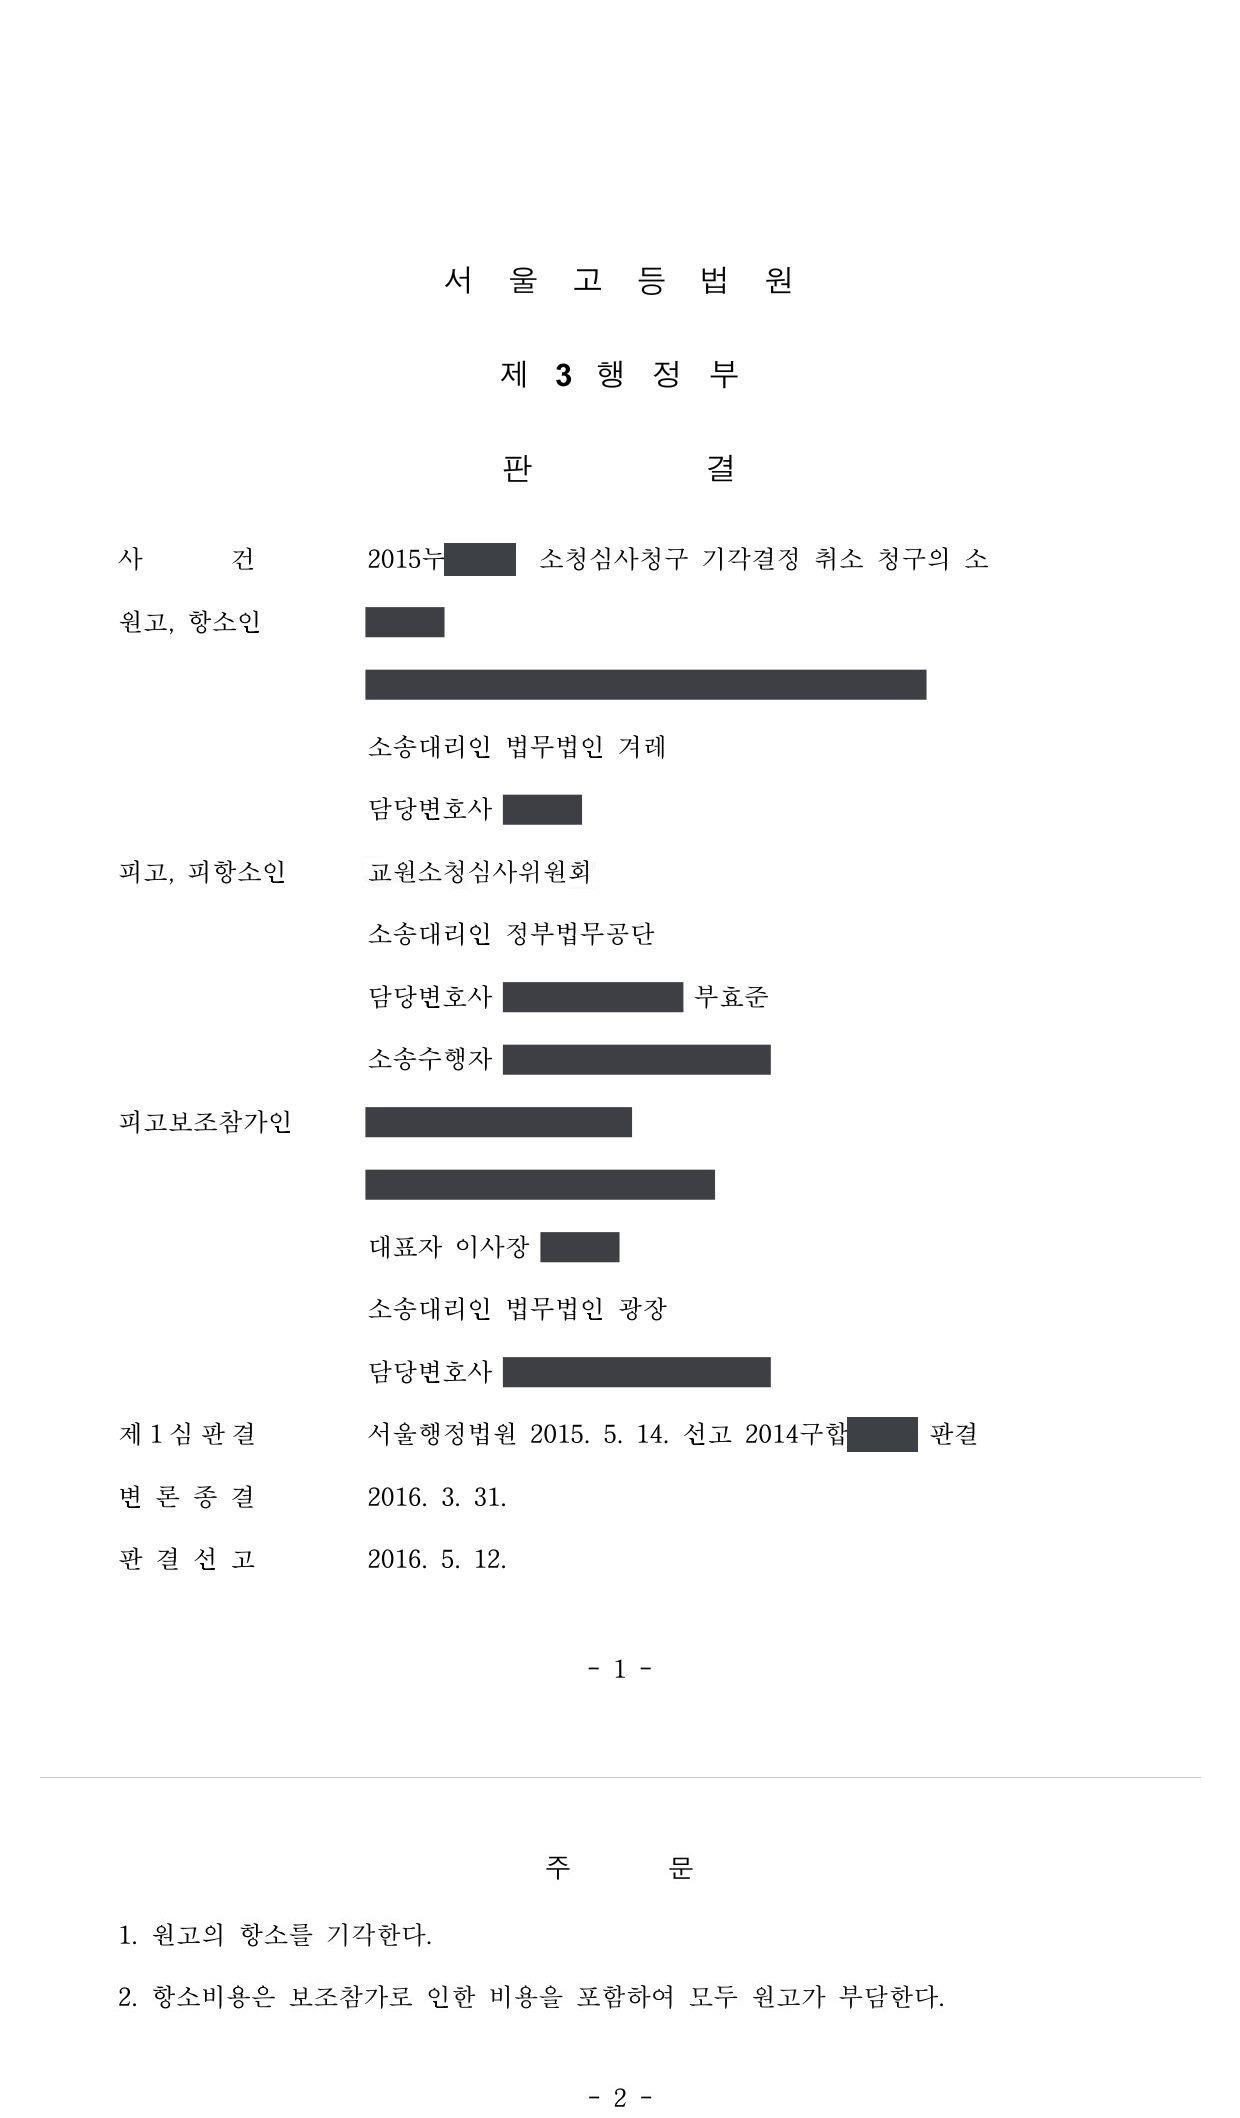 서 울 고 등 법 원
제 3 행 정 부
판 결
사 건 2015누 소청심사청구 기각결정 취소 청구의 소
원고, 항소인
소송대리인 법무법인 겨레
담당변호사
피고, 피항소인 교원소청심사위원회
소송대리인 정부법무공단
담당변호사 부효준
소송수행자
피고보조참가인
대표자 이사장
소송대리인 법무법인 광장
담당변호사
제 1 심 판 결 서울행정법원 2015. 5. 14. 선고 2014구합 판결
변 론 종 결 2016. 3. 31.
판 결 선 고 2016. 5. 12.
- 1 -
주 문
1. 원고의 항소를 기각한다.
2. 항소비용은 보조참가로 인한 비용을 포함하여 모두 원고가 부담한다.
- 2 -